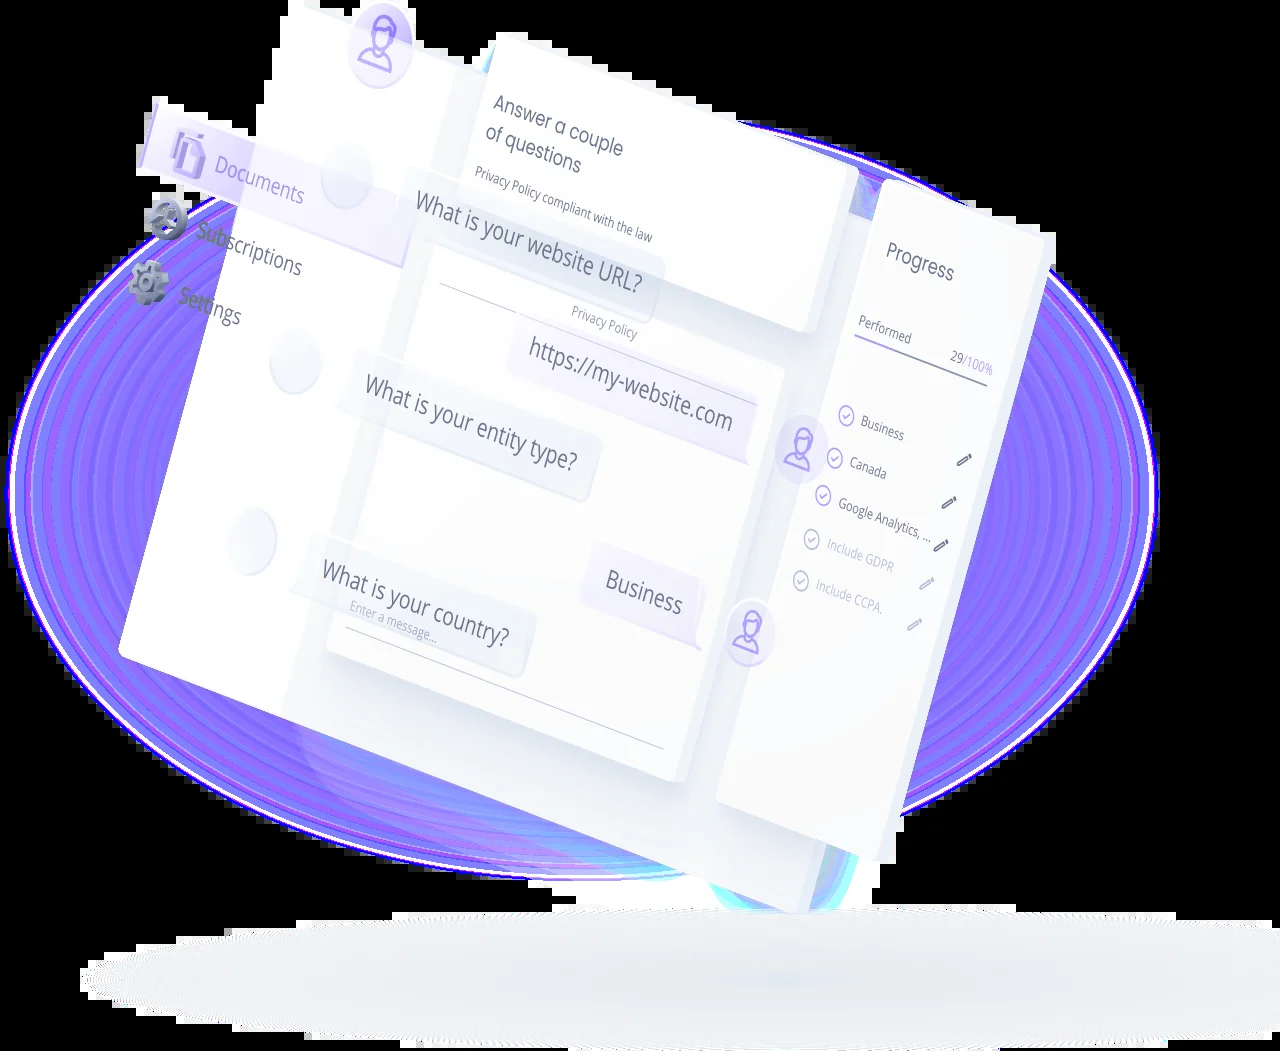 Documents
Subscriptions
Settings
Answer a couple
of questions
Privacy Policy compliant with the law
What is your website URL?
Privacy Policy
https://my-website.com
What is your entity type?
Business
What is your country?
Enter a message...
Progress
Performed
29/100%
Business
Canada
Google Analytics, ...
Include GDPR
Include CCPA.